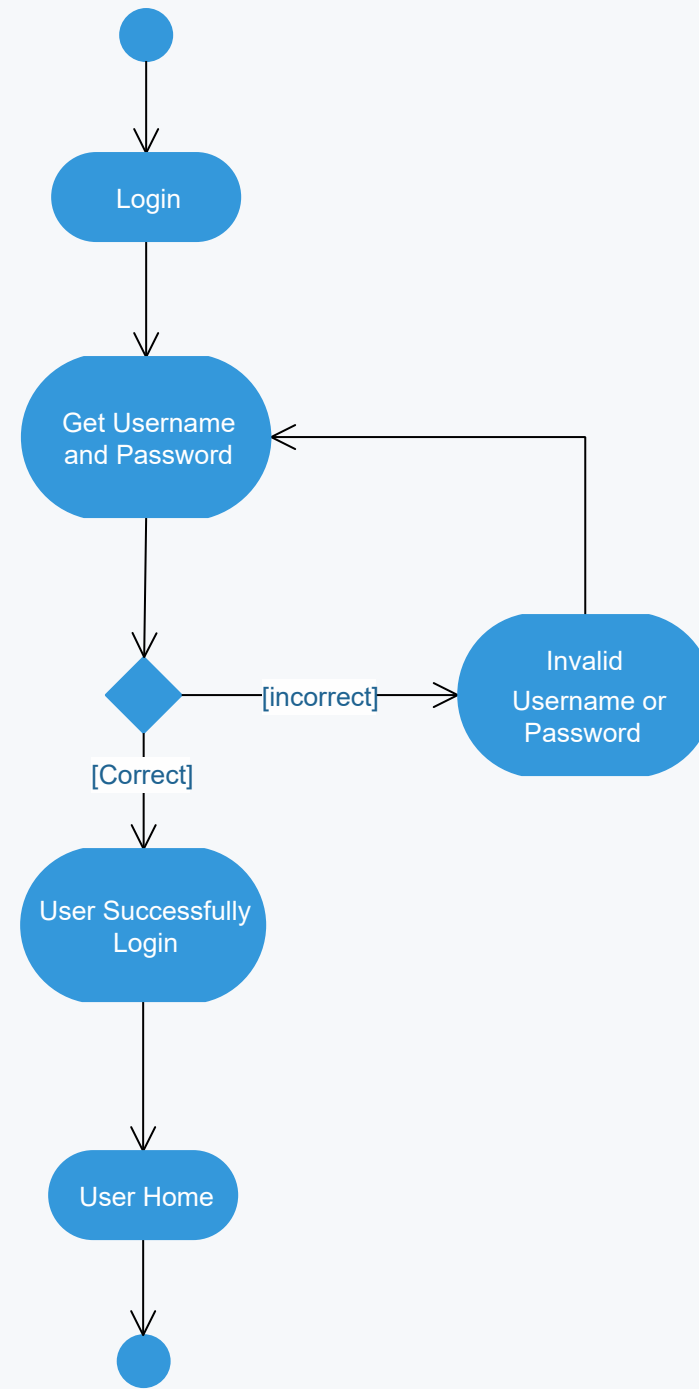 Login
Get Username
and Password
[incorrect]
Invalid
Username or
Password
[Correct]
User Successfully
Login
User Home